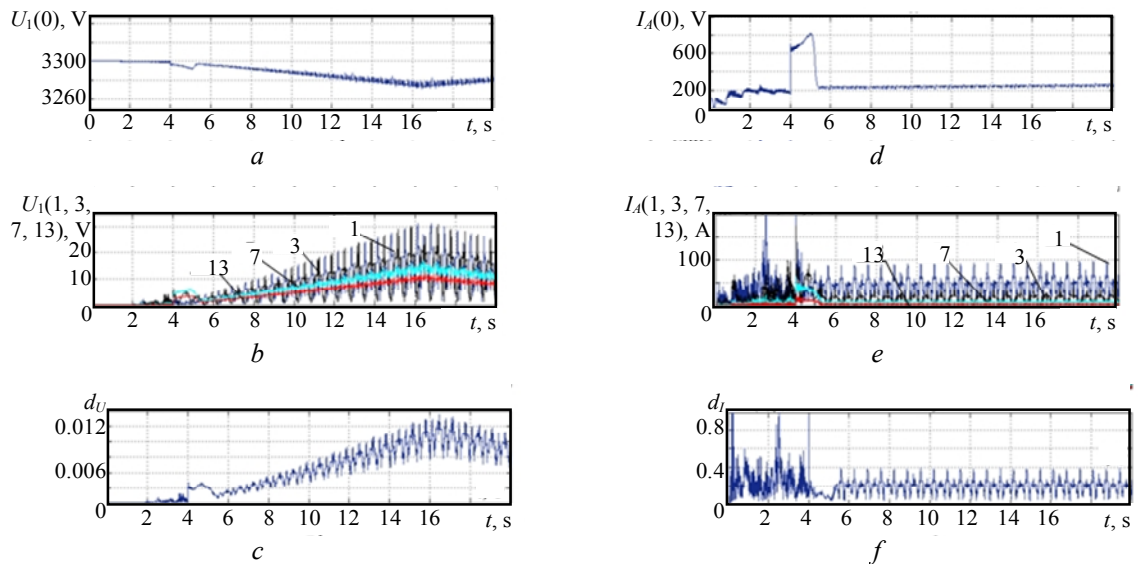 U₁(0), V
3300
3260
0 2 4 6 8 10 12 14 16 t, s
a
I_A(0), V
600
200
0 2 4 6 8 10 12 14 16 t, s
d
U₁(1, 3,
7, 13), V
20
10
0
13 7 3 1
2 4 6 8 10 12 14 16 t, s
b
I_A(1, 3, 7,
13), A
100
0
13 7 3 1
2 4 6 8 10 12 14 16 t, s
e
d_U
0.012
0.006
0
2 4 6 8 10 12 14 16 t, s
c
d_I
0.8
0.4
0
2 4 6 8 10 12 14 16 t, s
f